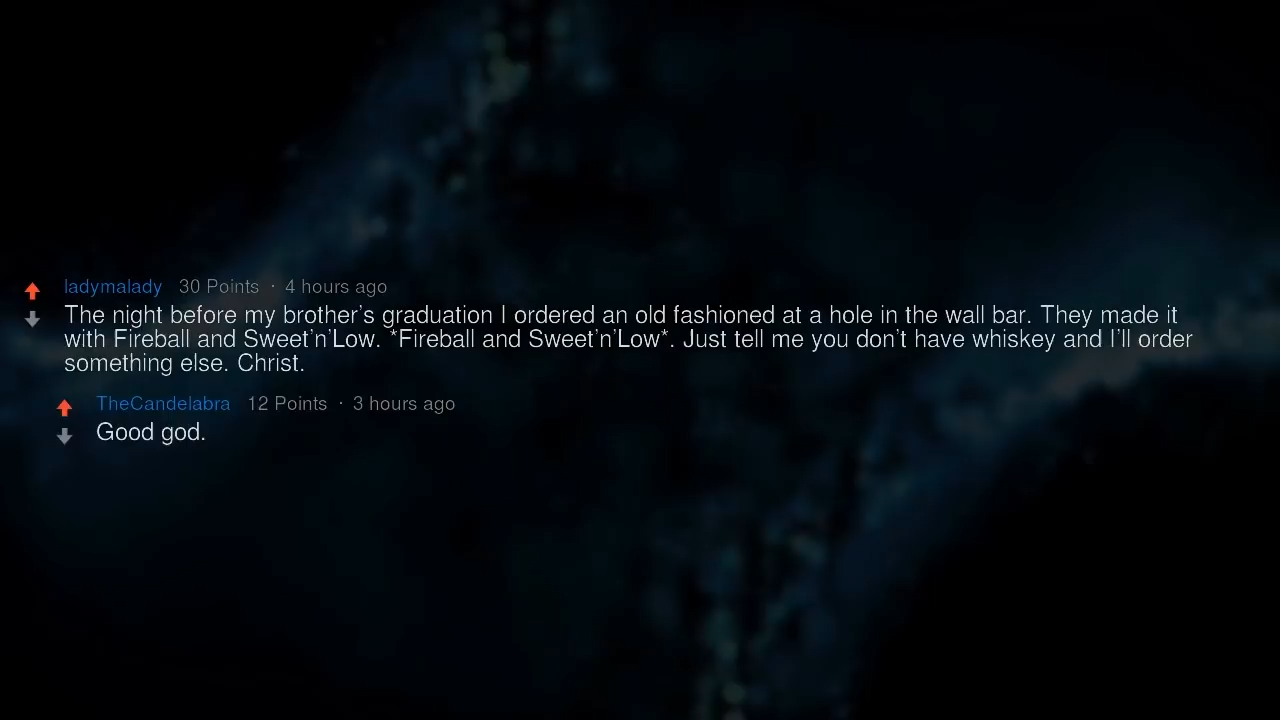 ladymalady 30 Points · 4 hours ago
The night before my brother's graduation I ordered an old fashioned at a hole in the wall bar. They made it
with Fireball and Sweet'n'Low. *Fireball and Sweet'n'Low*. Just tell me you don't have whiskey and I'll order
something else. Christ.
TheCandelabra 12 Points · 3 hours ago
Good god.